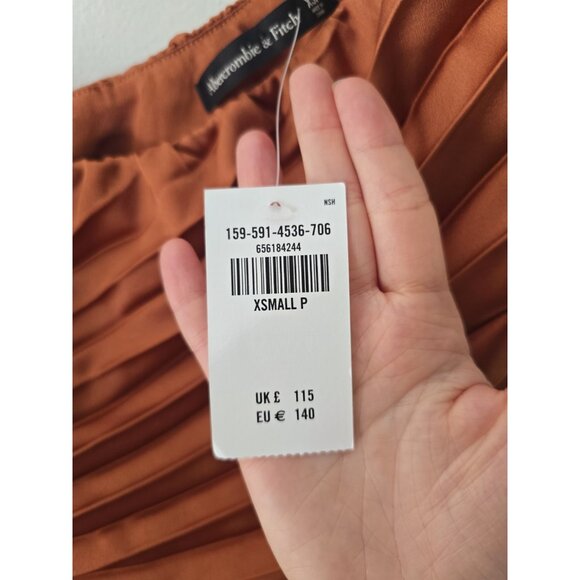 Abercrombie & Fitch
NSH
159-591-4536-706
656184244
XSMALL P
UK £ 115
EU € 140